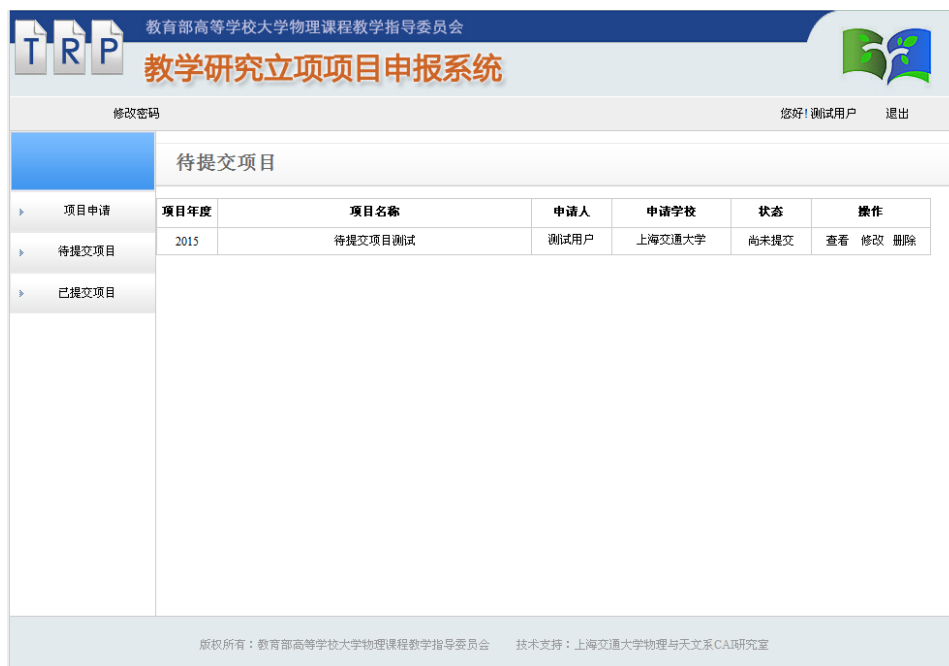 TRP
教育部高等学校大学物理课程教学指导委员会
教学研究立项项目申报系统
修改密码 您好!测试用户 退出
待提交项目
项目申请
待提交项目
已提交项目
项目年度 项目名称 申请人 申请学校 状态 操作
2015 待提交项目测试 测试用户 上海交通大学 尚未提交 查看 修改 删除
版权所有：教育部高等学校大学物理课程教学指导委员会 技术支持：上海交通大学物理与天文系CAI研究室